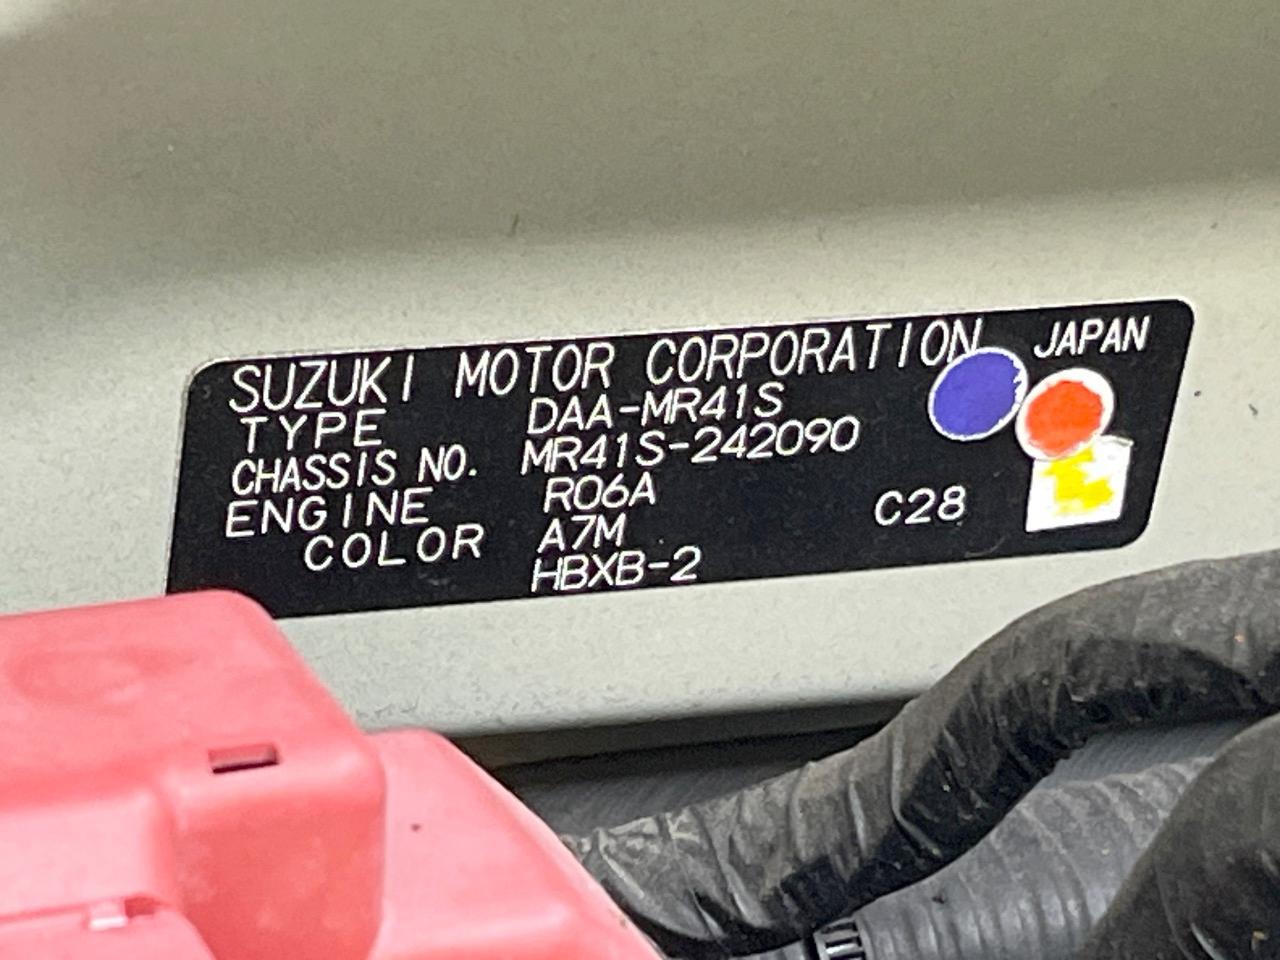 SUZUKI MOTOR CORPORATION JAPAN
TYPE DAA-MR41S
CHASSIS NO. MR41S-242090
ENGINE R06A
COLOR A7M C28
HBXB-2